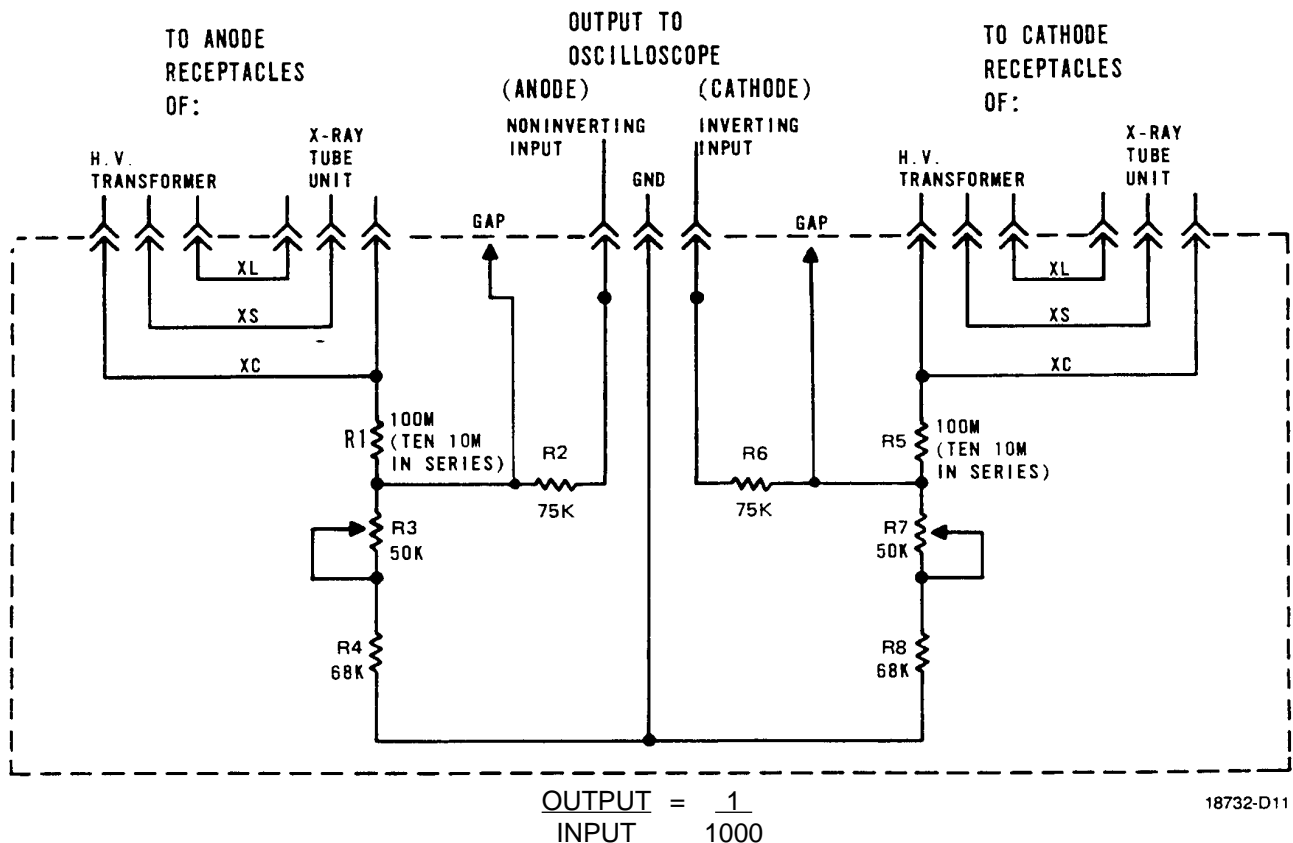 TO ANODE
RECEPTACLES
OF:
OUTPUT TO
OSCILLOSCOPE
(ANODE)
(CATHODE)
TO CATHODE
RECEPTACLES
OF:
H.V.
TRANSFORMER
X-RAY
TUBE
UNIT
NONINVERTING
INPUT
GND
INVERTING
INPUT
H.V.
TRANSFORMER
X-RAY
TUBE
UNIT
GAP
GAP
XL
XS
XC
XL
XS
XC
R1
100M
(TEN 10M
IN SERIES)
R2
75K
R6
75K
R5
100M
(TEN 10M
IN SERIES)
R3
50K
R7
50K
R4
68K
R8
68K
OUTPUT = 1
INPUT 1000
18732-D11